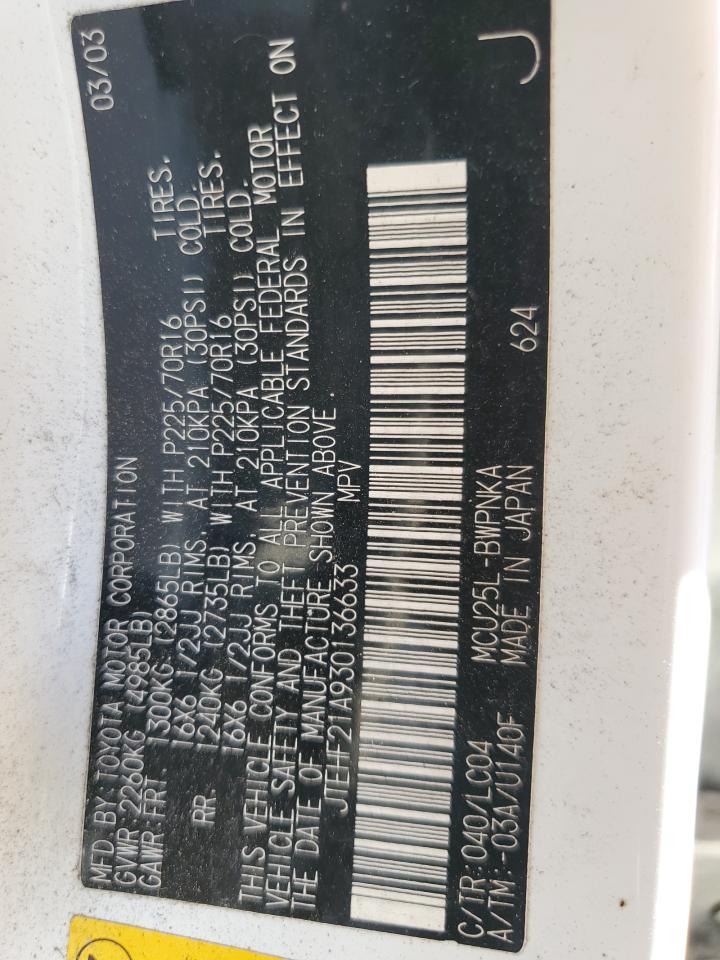 MFD BY:TOYOTA MOTOR CORPORATION 03/03
GVWR:2260KG (4985LB)
GAWR:FRT. 1300KG (2865LB) WITH P225/70R16 TIRES.
16X6 1/2JJ RIMS, AT 210KPA (30PSI) COLD.
RR. 1240KG (2735LB) WITH P225/70R16 TIRES.
16X6 1/2JJ RIMS, AT 210KPA (30PSI) COLD.
THIS VEHICLE CONFORMS TO ALL APPLICABLE FEDERAL MOTOR
VEHICLE SAFETY AND THEFT PREVENTION STANDARDS IN EFFECT ON
THE DATE OF MANUFACTURE SHOWN ABOVE.
JTEHF21A930136633 MPV
C/TR: 040/LC04 MCU25L-BWPNKA J
A/TM:-03A/U140F MADE IN JAPAN 624